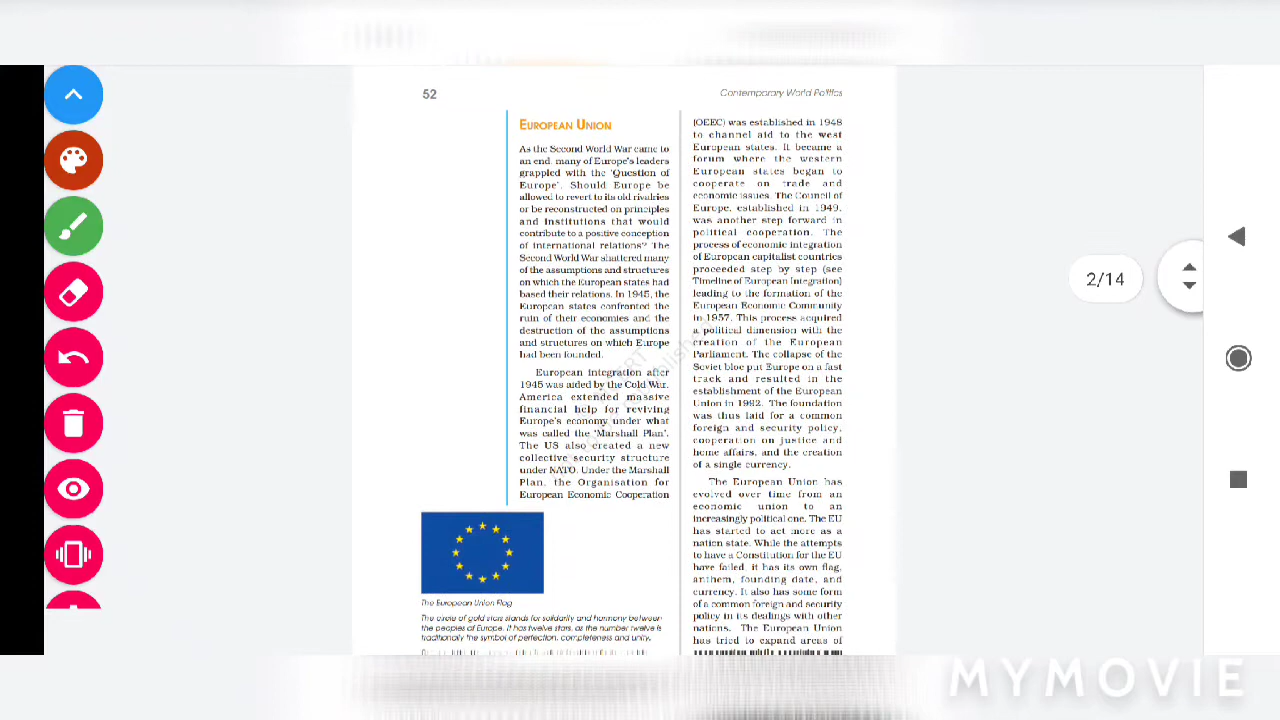 52
Contemporary World Politics
EUROPEAN UNION
As the Second World War came to
an end, many of Europe's leaders
grappled with the 'Question of
Europe'. Should Europe be
allowed to revert to its old rivalries
or be reconstructed on principles
and institutions that would
contribute to a positive conception
of international relations? The
Second World War shattered many
of the assumptions and structures
on which the European states had
based their relations. In 1945, the
European states confronted the
ruin of their economies and the
destruction of the assumptions
and structures on which Europe
had been founded.
European integration after
1945 was aided by the Cold War.
America extended massive
financial help for reviving
Europe's economy under what
was called the 'Marshall Plan'.
The US also created a new
collective security structure
under NATO. Under the Marshall
Plan, the Organisation for
European Economic Cooperation
The European Union Flag
The circle of gold stars stands for solidarity and harmony between
the peoples of Europe. It has twelve stars, as the number twelve is
traditionally the symbol of perfection, completeness and unity.
(OEEC) was established in 1948
to channel aid to the west
European states. It became a
forum where the western
European states began to
cooperate on trade and
economic issues. The Council of
Europe, established in 1949,
was another step forward in
political cooperation. The
process of economic integration
of European capitalist countries
proceeded step by step (see
Timeline of European Integration)
leading to the formation of the
European Economic Community
in 1957. This process acquired
a political dimension with the
creation of the European
Parliament. The collapse of the
Soviet bloc put Europe on a fast
track and resulted in the
establishment of the European
Union in 1992. The foundation
was thus laid for a common
foreign and security policy,
cooperation on justice and
home affairs, and the creation
of a single currency.
The European Union has
evolved over time from an
economic union to an
increasingly political one. The EU
has started to act more as a
nation state. While the attempts
to have a Constitution for the EU
have failed, it has its own flag,
anthem, founding date, and
currency. It also has some form
of a common foreign and security
policy in its dealings with other
nations. The European Union
has tried to expand areas of
2/14
MYMOVIE